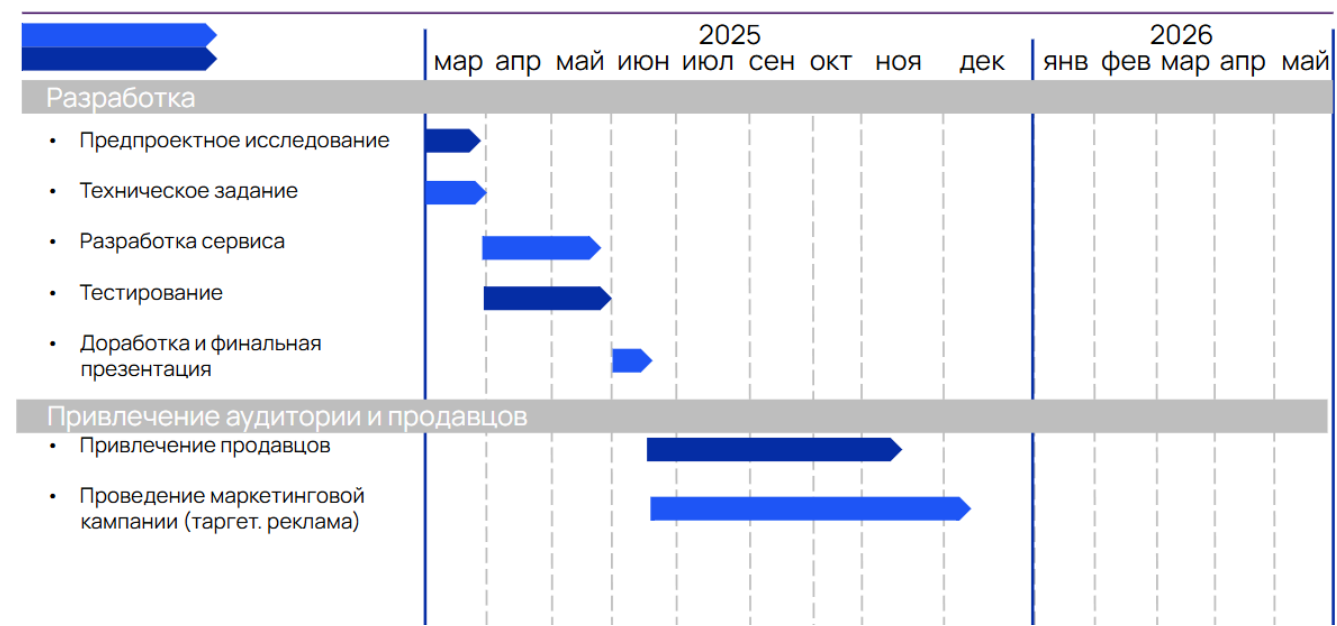 2025
2026
мар апр май июн июл сен окт ноя дек янв фев мар апр май
Разработка
• Предпроектное исследование
• Техническое задание
• Разработка сервиса
• Тестирование
• Доработка и финальная
презентация
Привлечение аудитории и продавцов
• Привлечение продавцов
• Проведение маркетинговой
кампании (таргет. реклама)